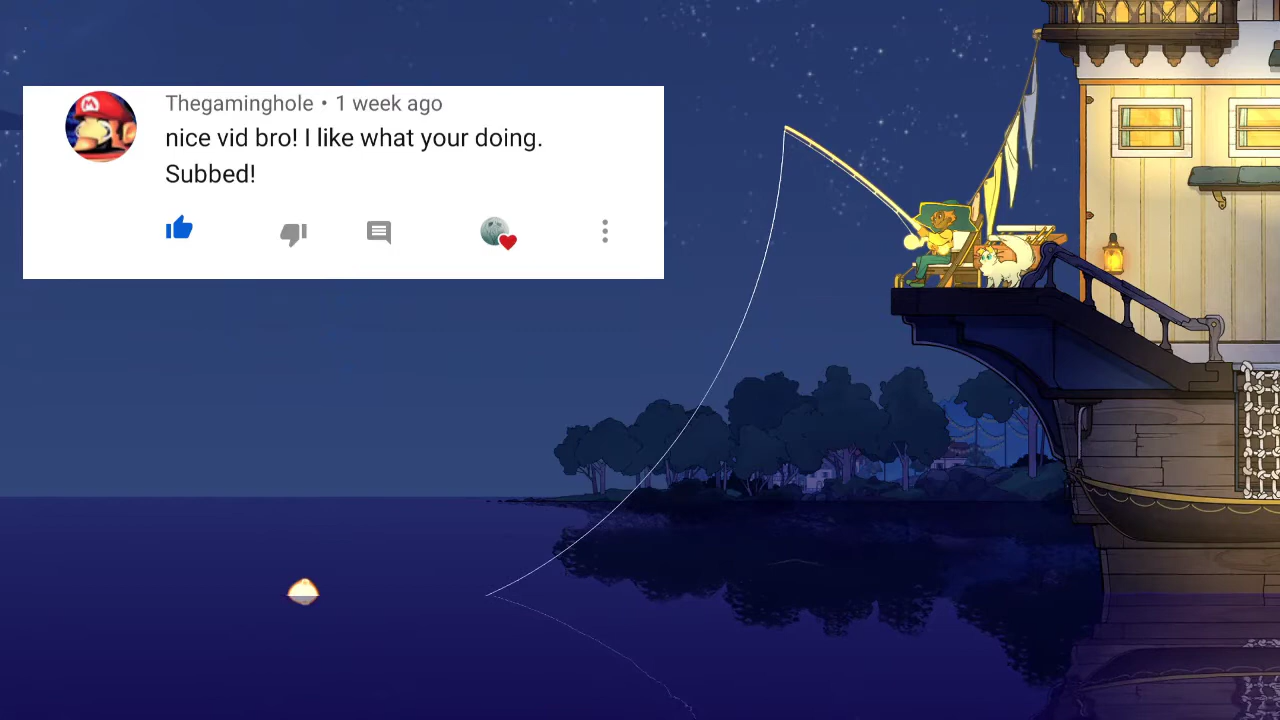 Thegaminghole • 1 week ago
nice vid bro! I like what your doing.
Subbed!